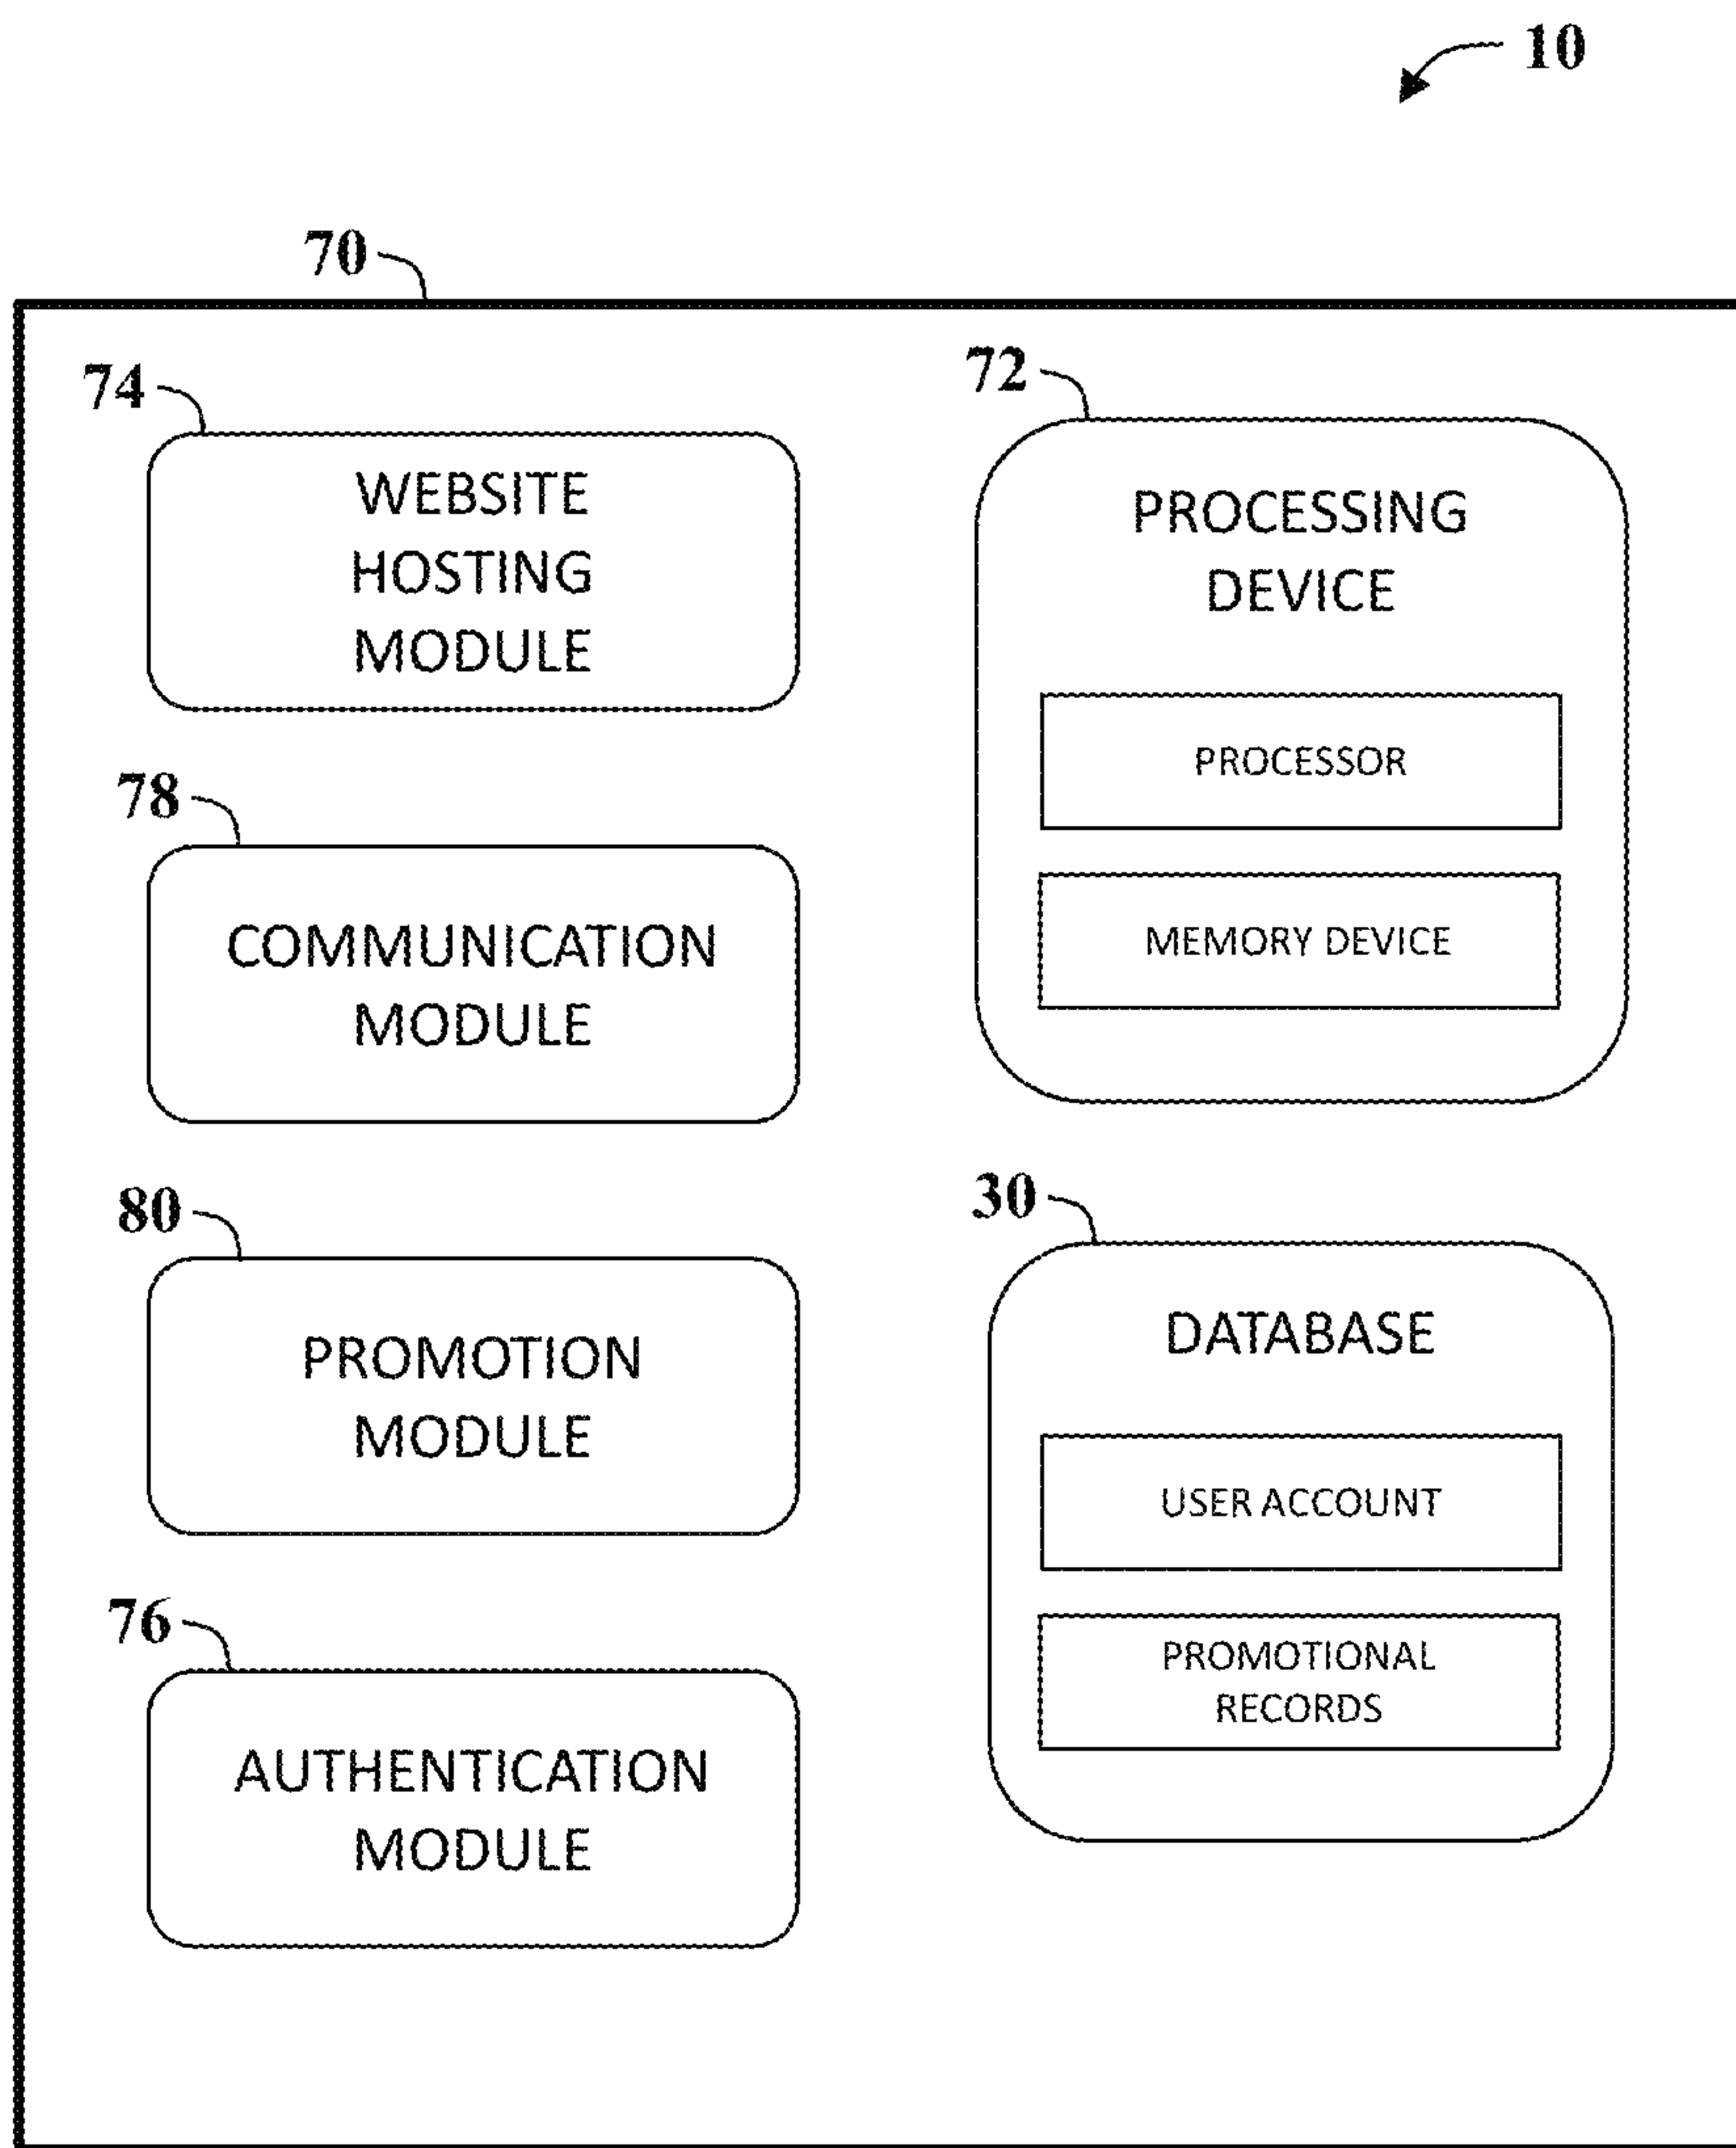 10
70
74
WEBSITE
HOSTING
MODULE
78
COMMUNICATION
MODULE
80
PROMOTION
MODULE
76
AUTHENTICATION
MODULE
72
PROCESSING
DEVICE
PROCESSOR
MEMORY DEVICE
30
DATABASE
USER ACCOUNT
PROMOTIONAL
RECORDS